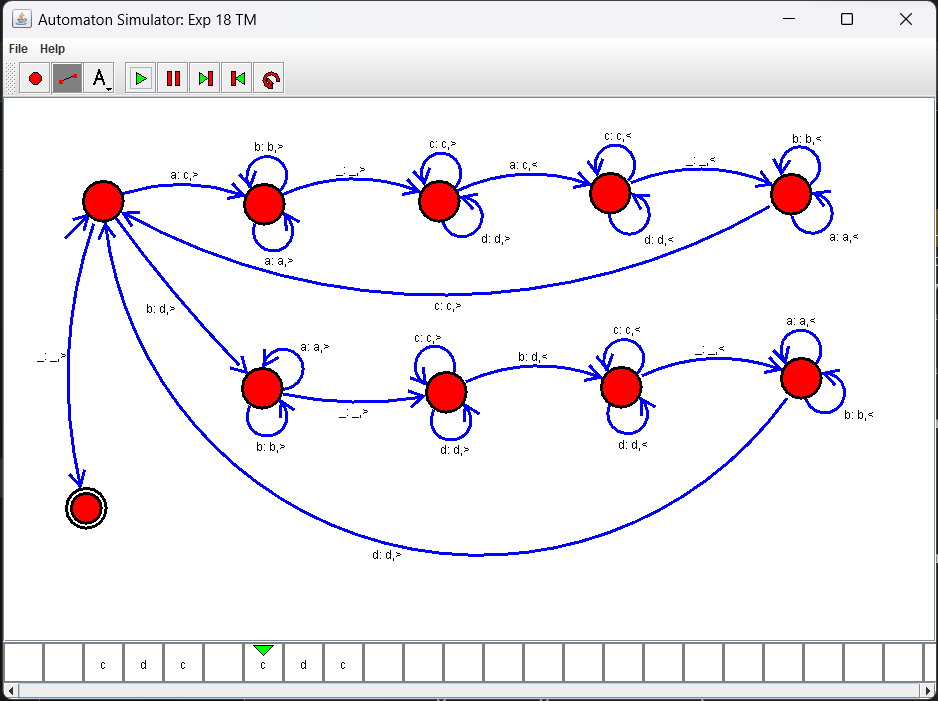 Automaton Simulator: Exp 18 TM
File Help
A
b: b,>
c: c,>
c: c,<
b: b,<
a: c,>
_: _,>
a: c,<
_: _,<
a: a,>
d: d,>
d: d,<
a: a,<
c: c,>
b: d,>
_: _,>
a: a,>
c: c,>
b: d,<
c: c,<
_: _,<
a: a,<
_: _,>
b: b,>
d: d,>
d: d,<
b: b,<
d: d,>
c d c c d c